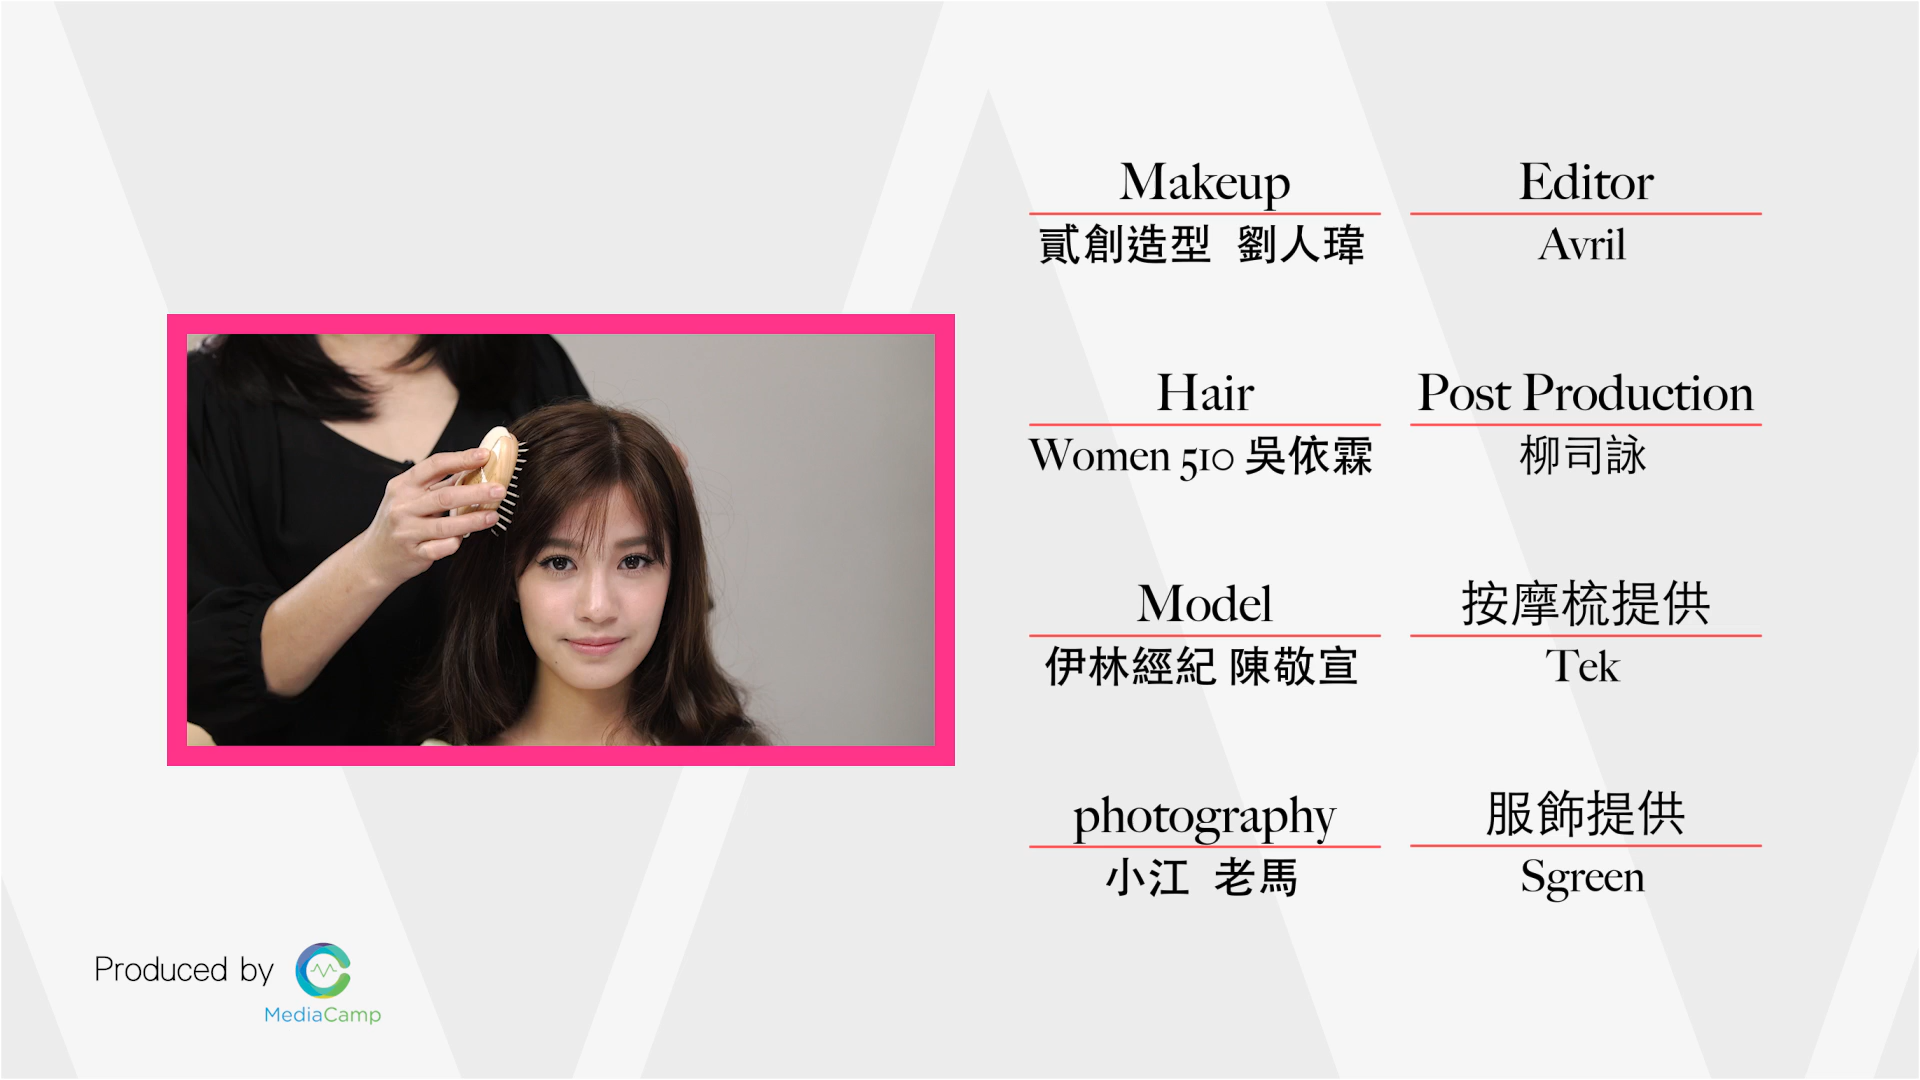 Makeup
貳創造型 劉人瑋
Hair
Women 510 吳依霖
Model
伊林經紀 陳敬宣
photography
小江 老馬
Editor
Avril
Post Production
柳司詠
按摩梳提供
Tek
服飾提供
Sgreen
Produced by
MediaCamp